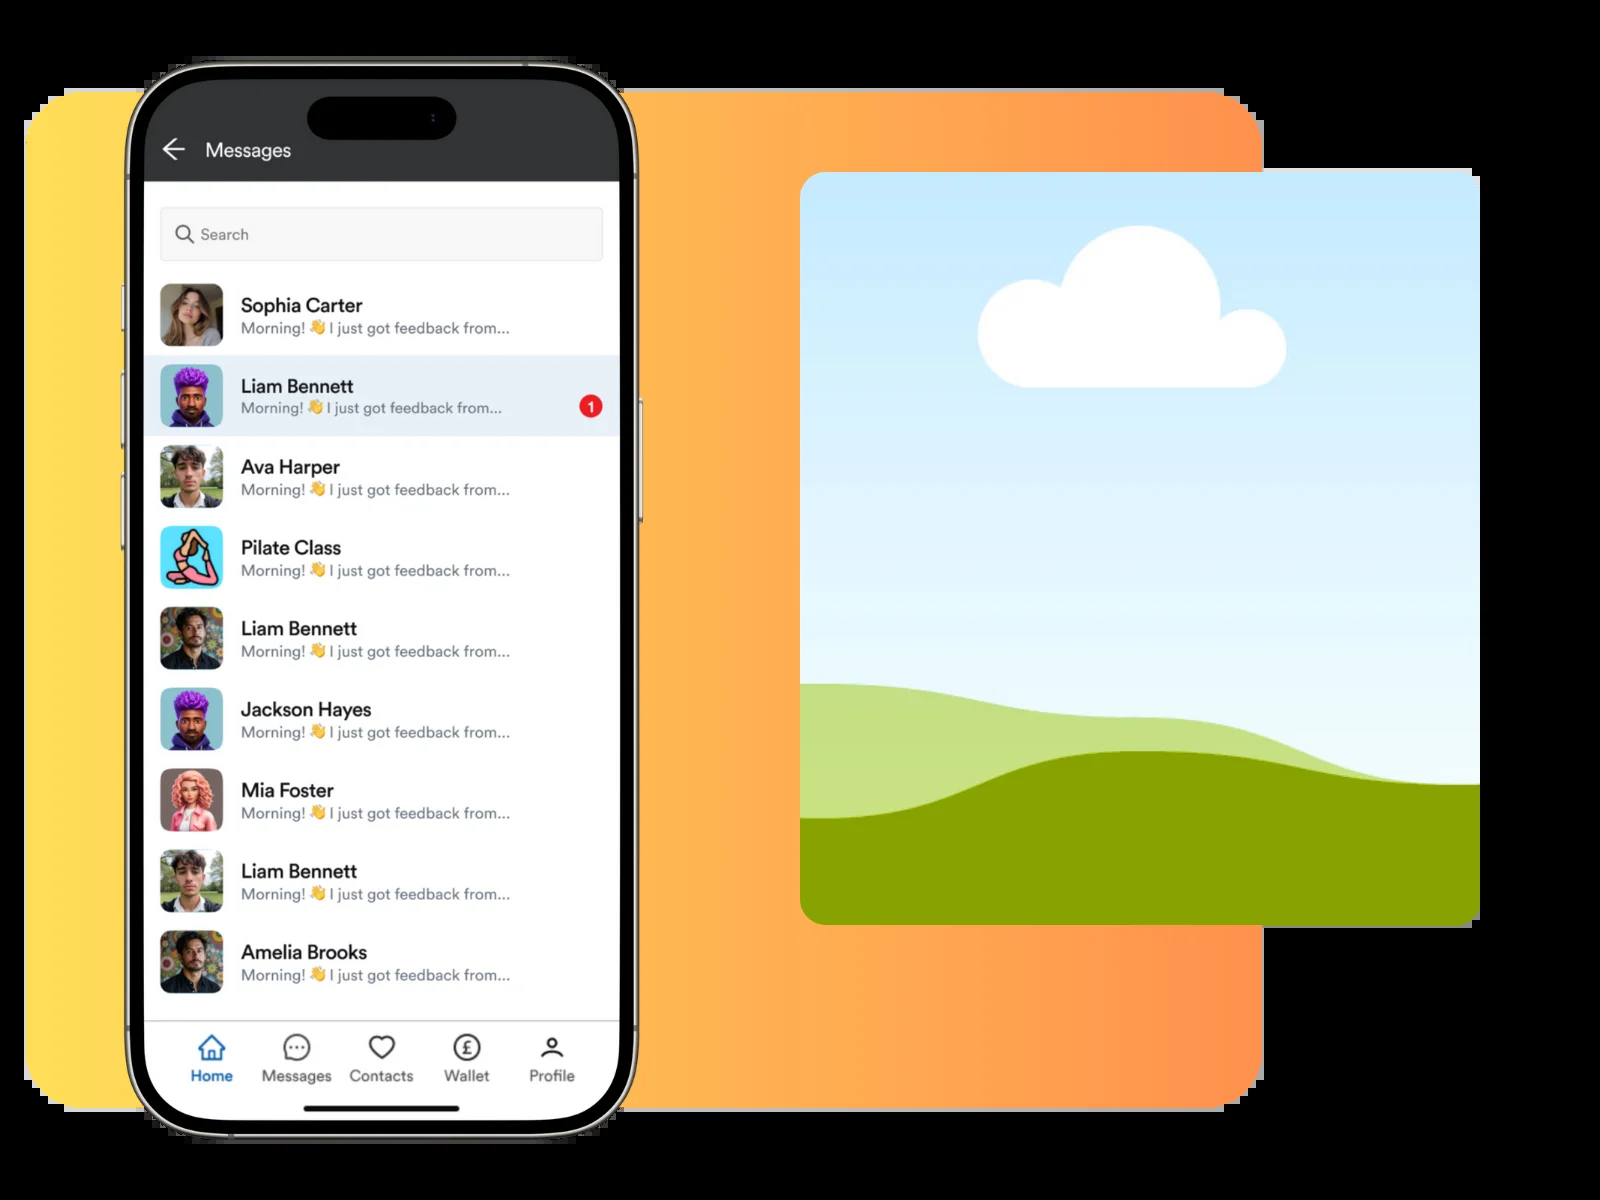 Messages
Search
Sophia Carter
Morning! 👋 I just got feedback from...
Liam Bennett
Morning! 👋 I just got feedback from...
1
Ava Harper
Morning! 👋 I just got feedback from...
Pilate Class
Morning! 👋 I just got feedback from...
Liam Bennett
Morning! 👋 I just got feedback from...
Jackson Hayes
Morning! 👋 I just got feedback from...
Mia Foster
Morning! 👋 I just got feedback from...
Liam Bennett
Morning! 👋 I just got feedback from...
Amelia Brooks
Morning! 👋 I just got feedback from...
£
Home Messages Contacts Wallet Profile